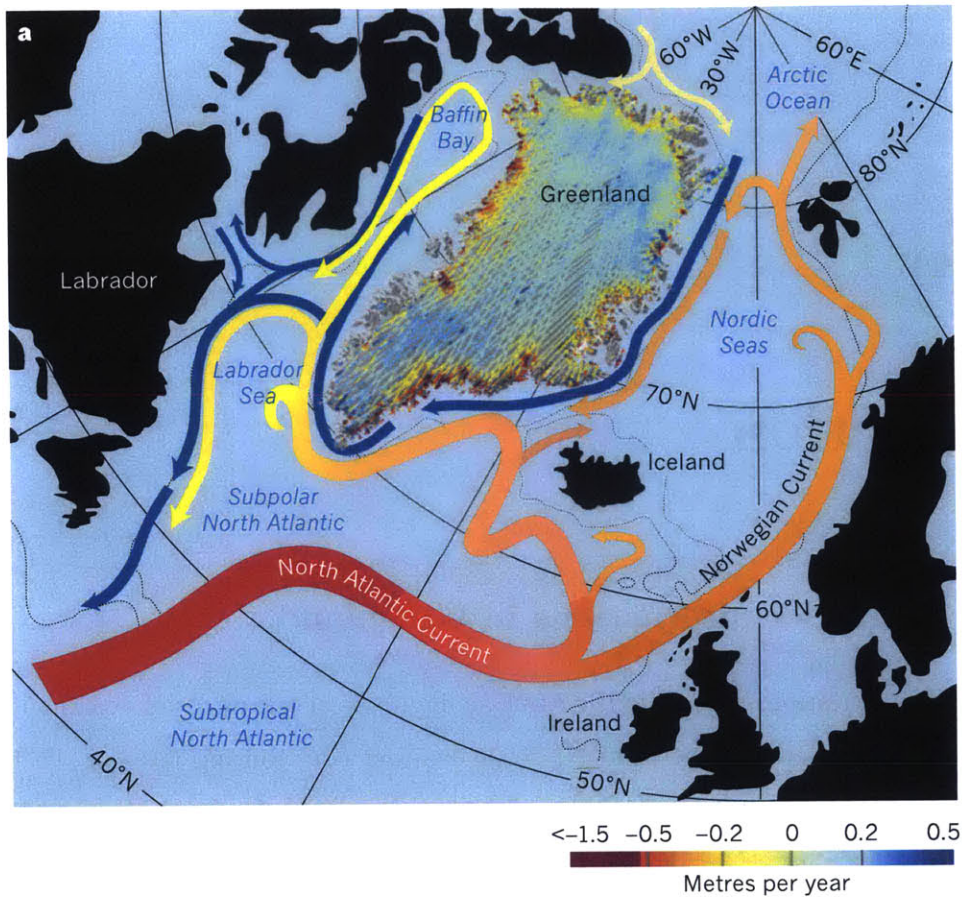 a
60°W
30°W
60°E
Arctic
Ocean
80°N
Baffin
Bay
Greenland
Labrador
Nordic
Seas
Labrador
Sea
70°N
Iceland
Subpolar
North Atlantic
Norwegian Current
North Atlantic Current
60°N
Subtropical
North Atlantic
Ireland
40°N
50°N
<–1.5 –0.5 –0.2 0 0.2 0.5
Metres per year